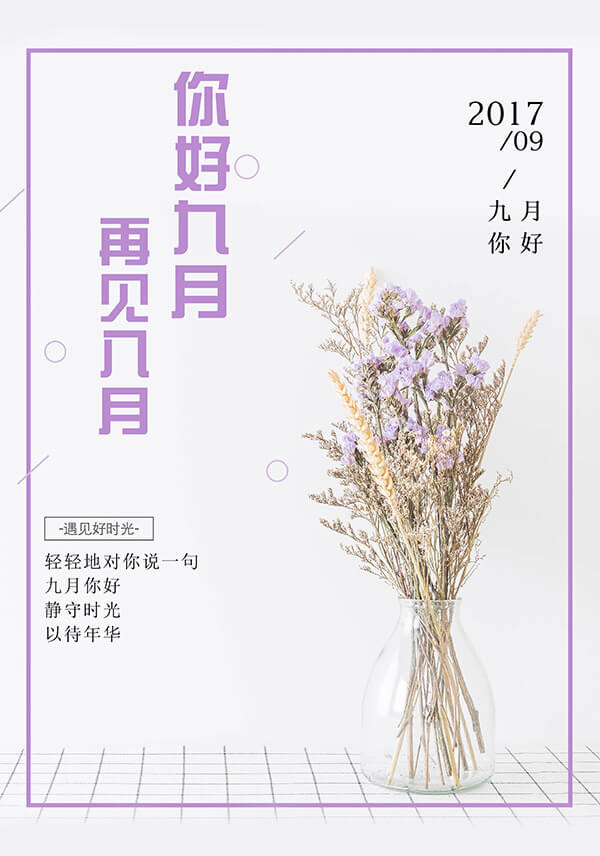 你好九月
再见八月
2017
/09
/
九月
你好
-遇见好时光-
轻轻地对你说一句
九月你好
静守时光
以待年华